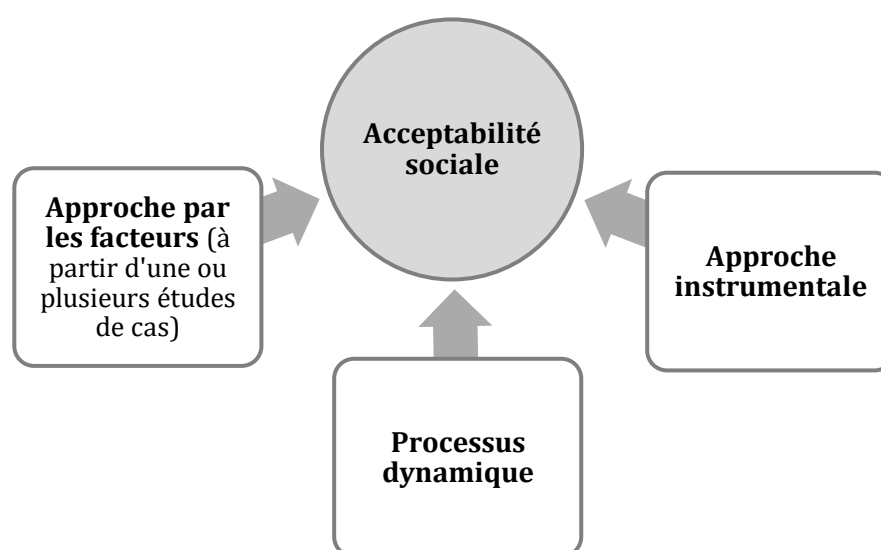 Acceptabilité
sociale
Approche par
les facteurs (à
partir d'une ou
plusieurs études
de cas)
Approche
instrumentale
Processus
dynamique